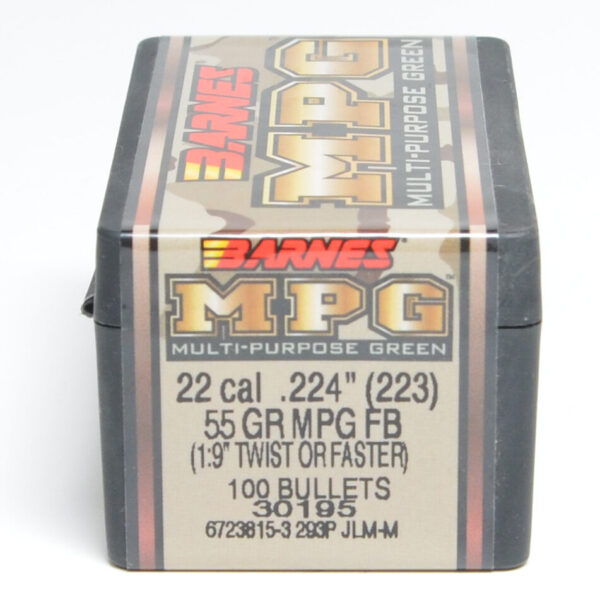 BARNES
MPG
MULTI-PURPOSE GREEN
BARNES
MPG
MULTI-PURPOSE GREEN
22 cal .224" (223)
55 GR MPG FB
(1:9" TWIST OR FASTER)
100 BULLETS
30195
6723815-3 293P JLM-M